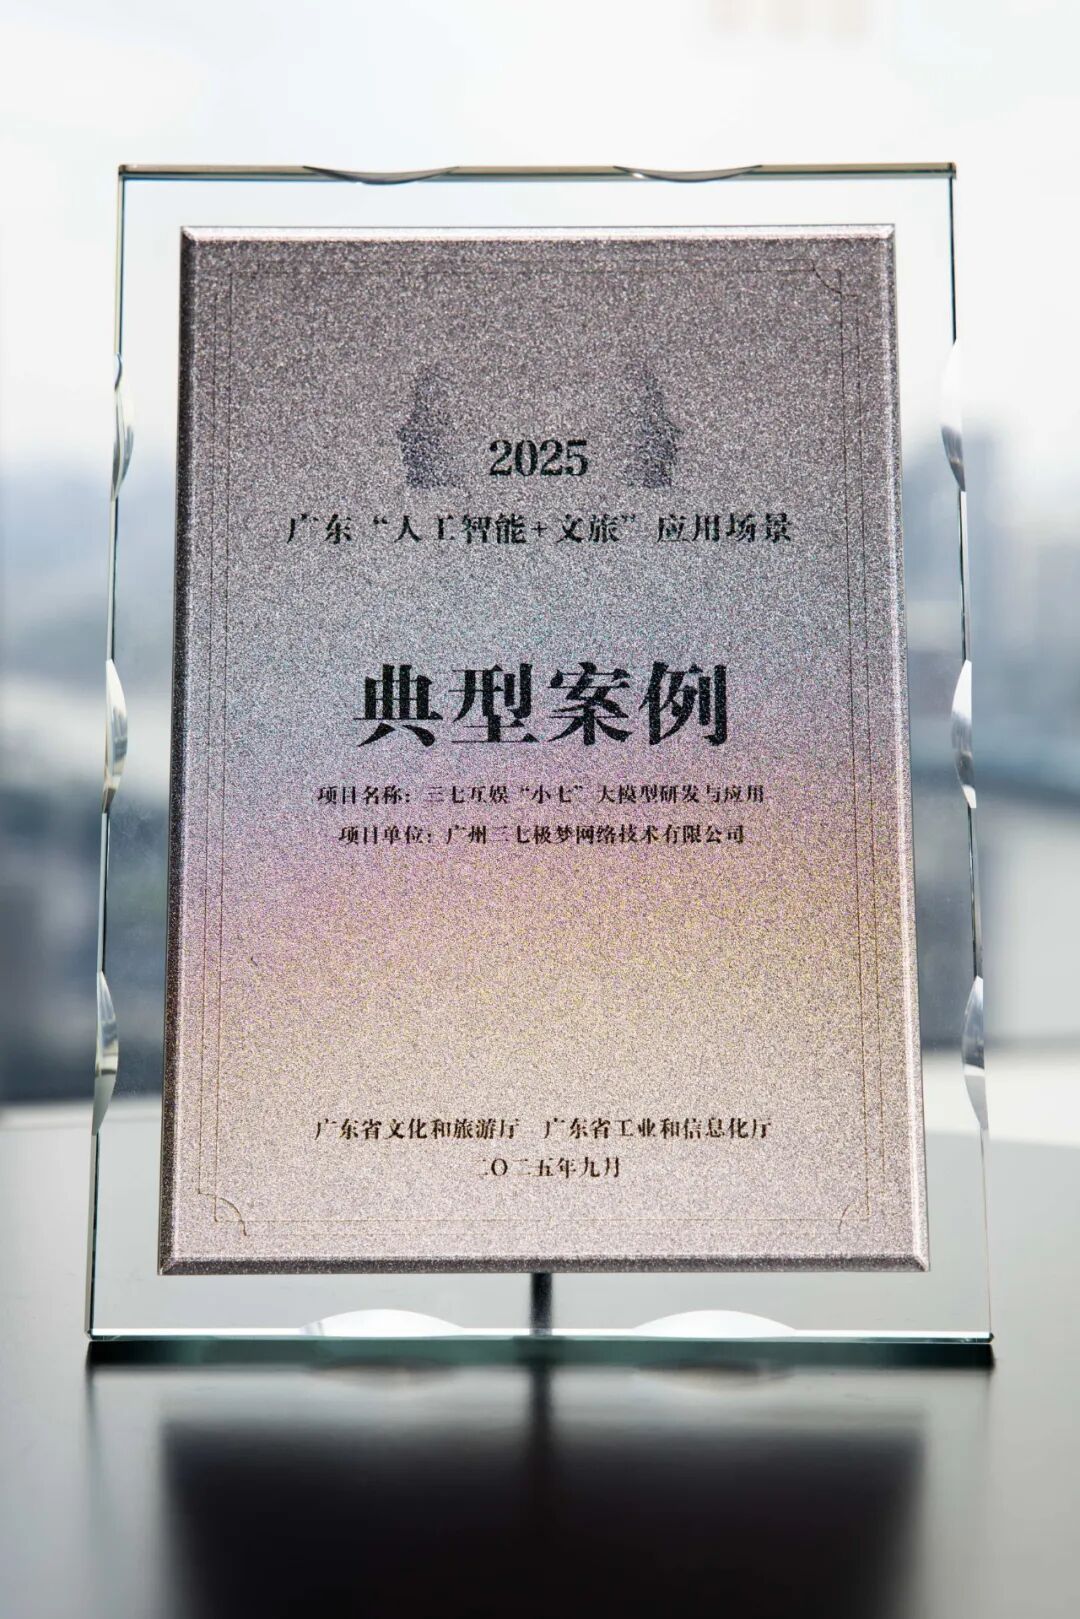 2025
广东“人工智能+文旅”应用场景
典型案例
项目名称：三七互娱“小七”大模型研发与应用
项目单位：广州三七极梦网络技术有限公司
广东省文化和旅游厅 广东省工业和信息化厅
二〇二五年九月